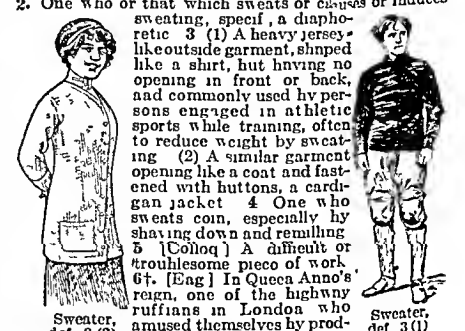 2. One who or that which sweats or causes or induces
sweating, specif, a diapho-
retic 3 (1) A heavy jersey-
like outside garment, shaped
like a shirt, but having no
opening in front or back,
and commonly used by per-
sons engaged in athletic
sports while training, often
to reduce weight by sweat-
ing (2) A similar garment
opening like a coat and fast-
ened with buttons, a cardi-
gan jacket 4 One who
sweats coin, especially by
shaving down and remilling
5 [Colloq] A difficult or
troublesome piece of work
6†. [Eng] In Queen Anne's
reign, one of the highway
ruffians in London who
amused themselves by prod-
Sweater,
def. 3 (2)
Sweater,
def. 3 (1)